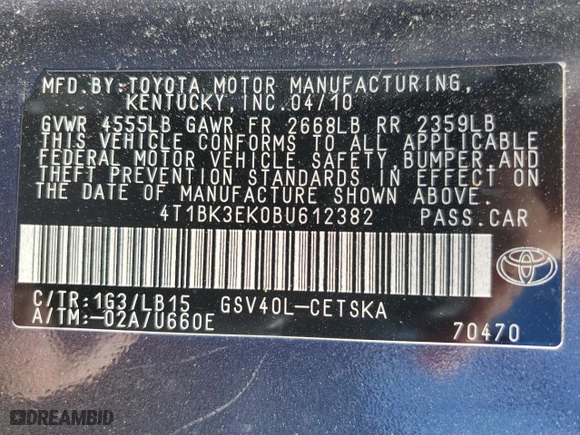 MFD.BY:TOYOTA MOTOR MANUFACTURING,
KENTUCKY,INC.04/10
GVWR 4555LB GAWR FR 2668LB RR 2359LB
THIS VEHICLE CONFORMS TO ALL APPLICABLE
FEDERAL MOTOR VEHICLE SAFETY,BUMPER,AND
THEFT PREVENTION STANDARDS IN EFFECT ON
THE DATE OF MANUFACTURE SHOWN ABOVE.
4T1BK3EK0BU612382 PASS.CAR
C/TR:1G3/LB15 GSV40L-CETSKA
A/TM:-02A/U660E
70470
DREAMBID